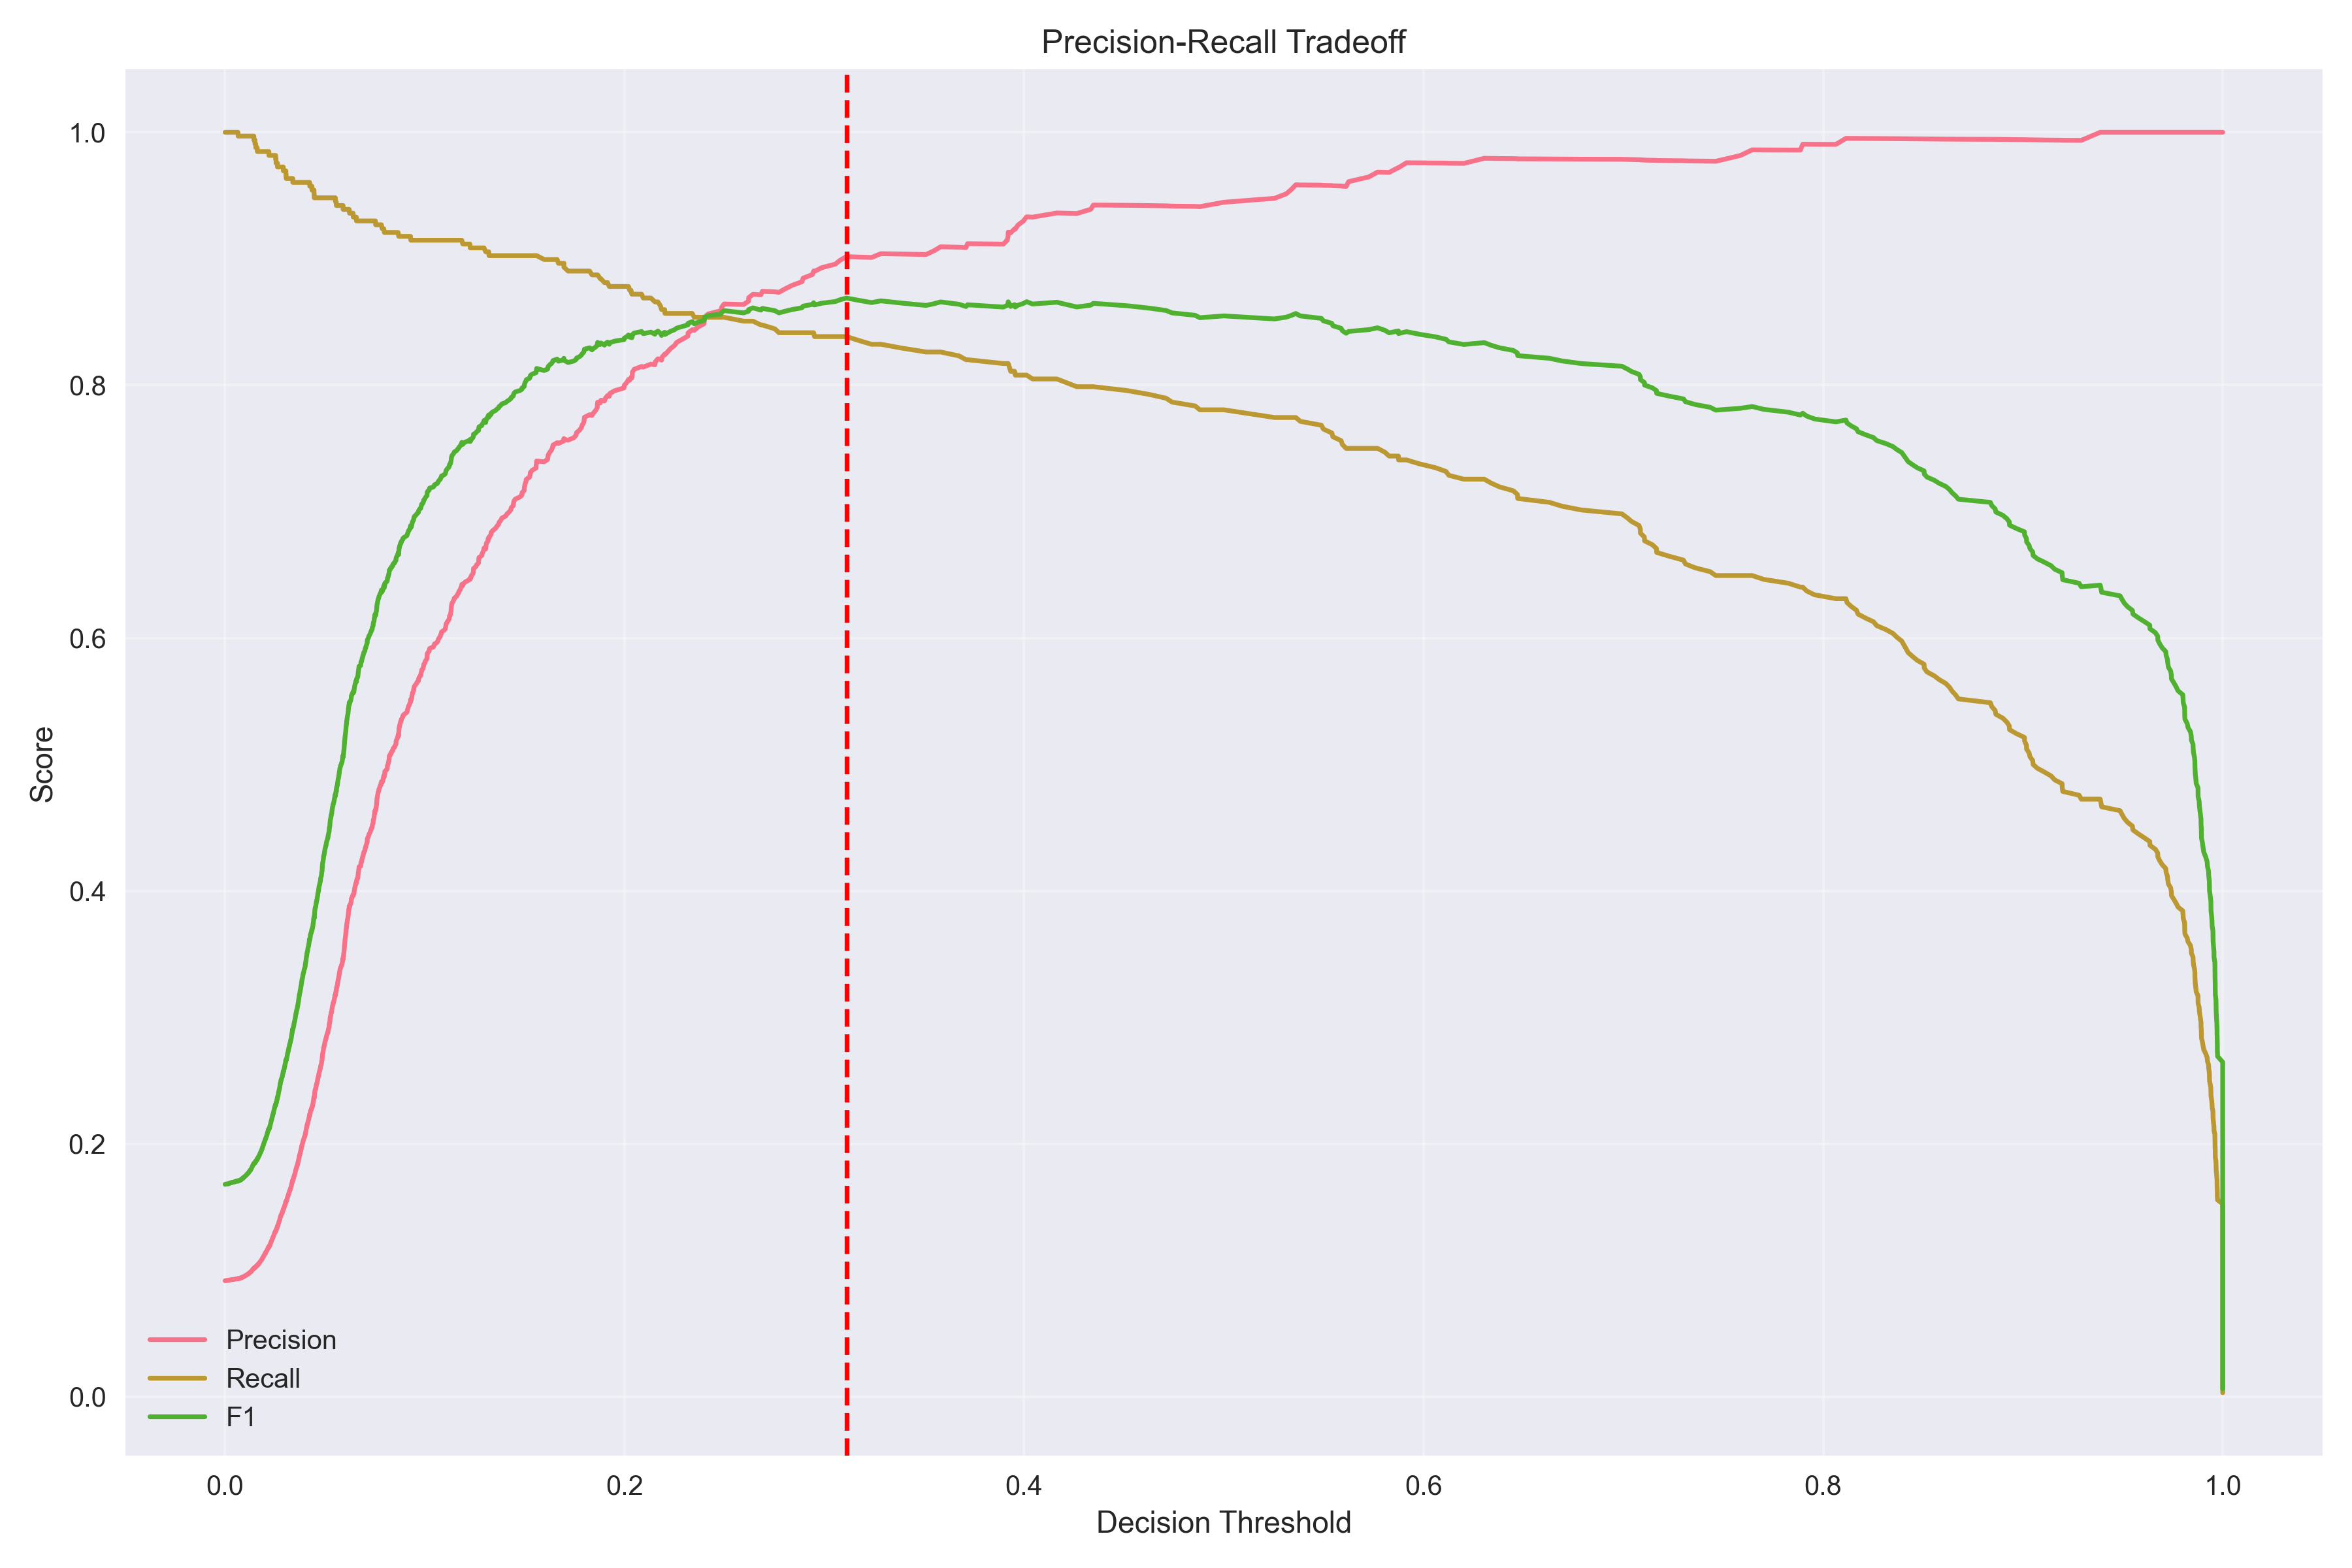 Precision-Recall Tradeoff
1.0
0.8
0.6
0.4
0.2
0.0
Score
Precision
Recall
F1
0.0 0.2 0.4 0.6 0.8 1.0
Decision Threshold